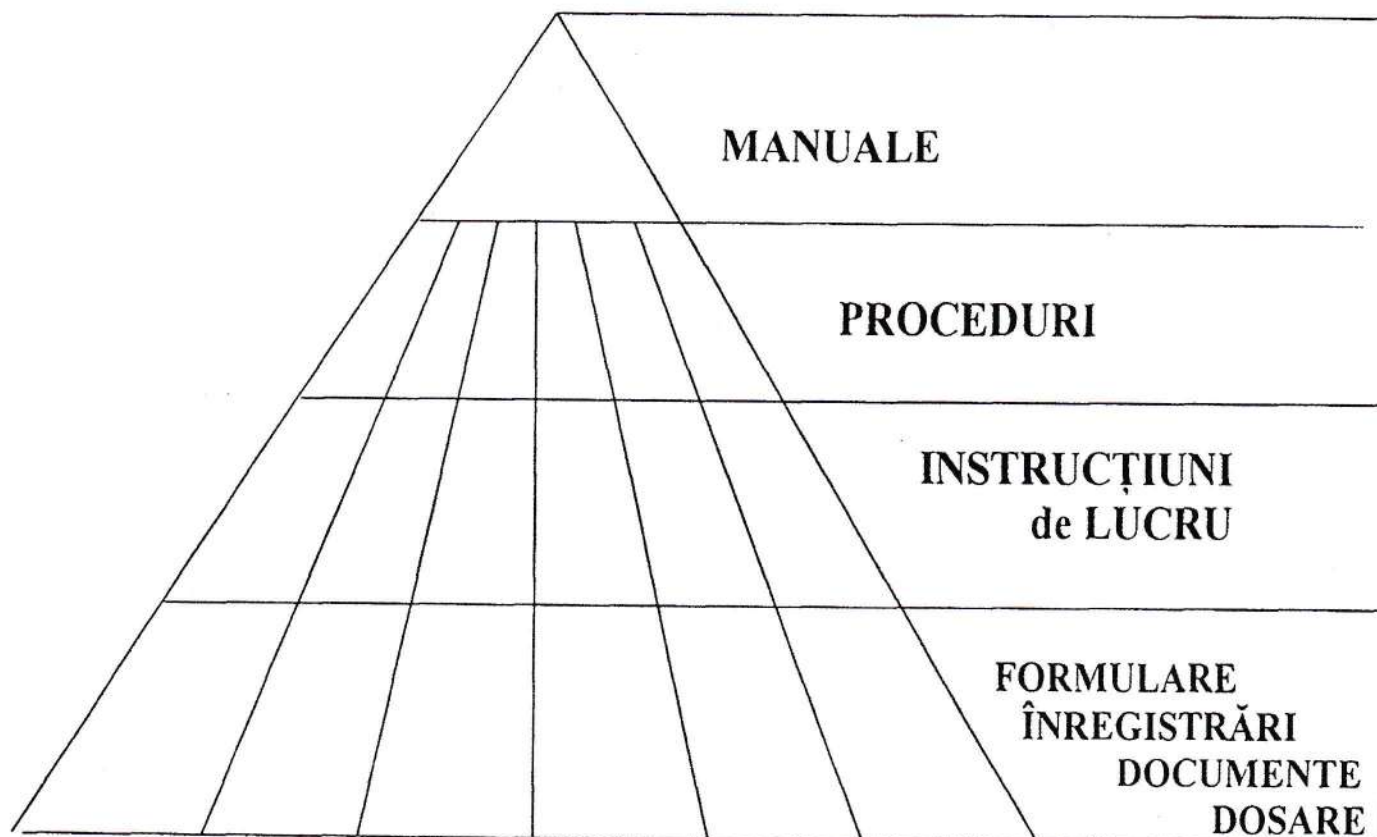 MANUALE
PROCEDURI
INSTRUCȚIUNI
de LUCRU
FORMULARE
ÎNREGISTRĂRI
DOCUMENTE
DOSARE